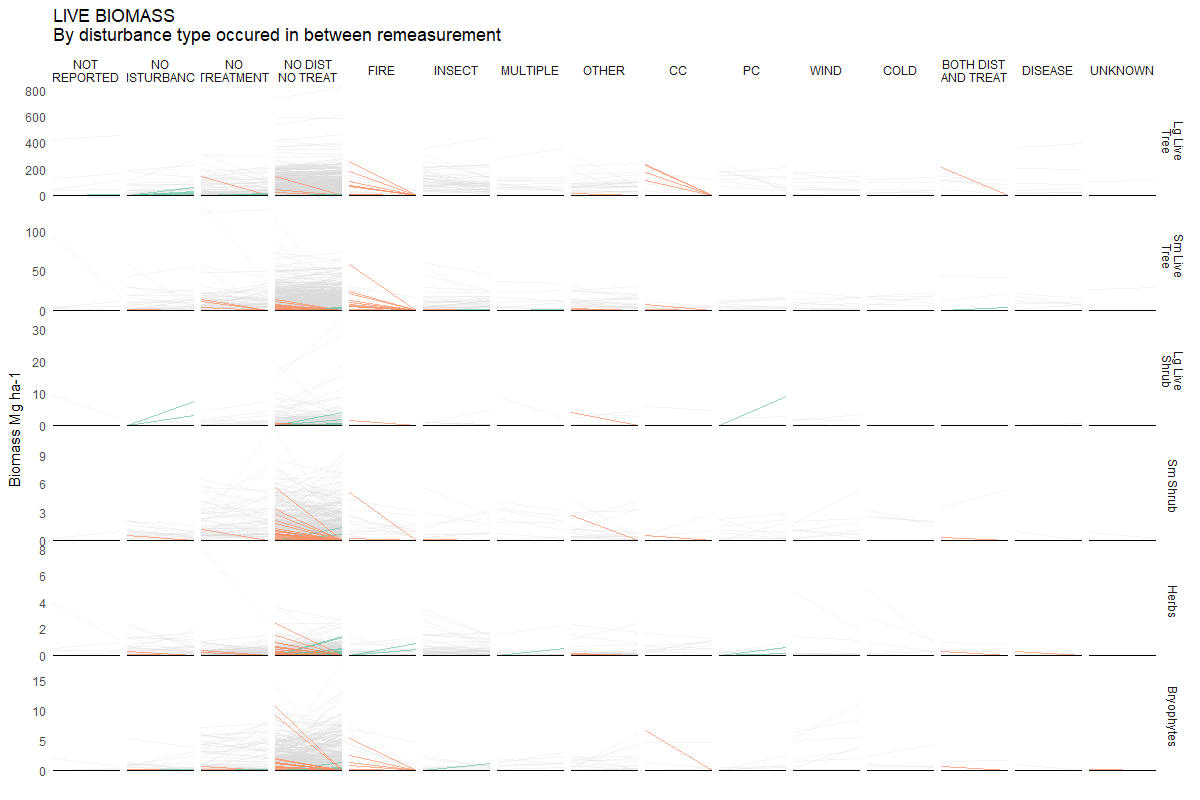 LIVE BIOMASS
By disturbance type occured in between remeasurement
NOT
REPORTED
NO
ISTURBANC
NO
TREATMENT
NO DIST
NO TREAT
FIRE
INSECT
MULTIPLE
OTHER
CC
PC
WIND
COLD
BOTH DIST
AND TREAT
DISEASE
UNKNOWN
800
600
400
200
0
Lg Live
Tree
100
50
0
Sm Live
Tree
30
20
10
0
Lg Live
Shrub
9
6
3
0
Sm Shrub
8
6
4
2
0
Herbs
15
10
5
0
Bryophytes
Biomass Mg ha-1